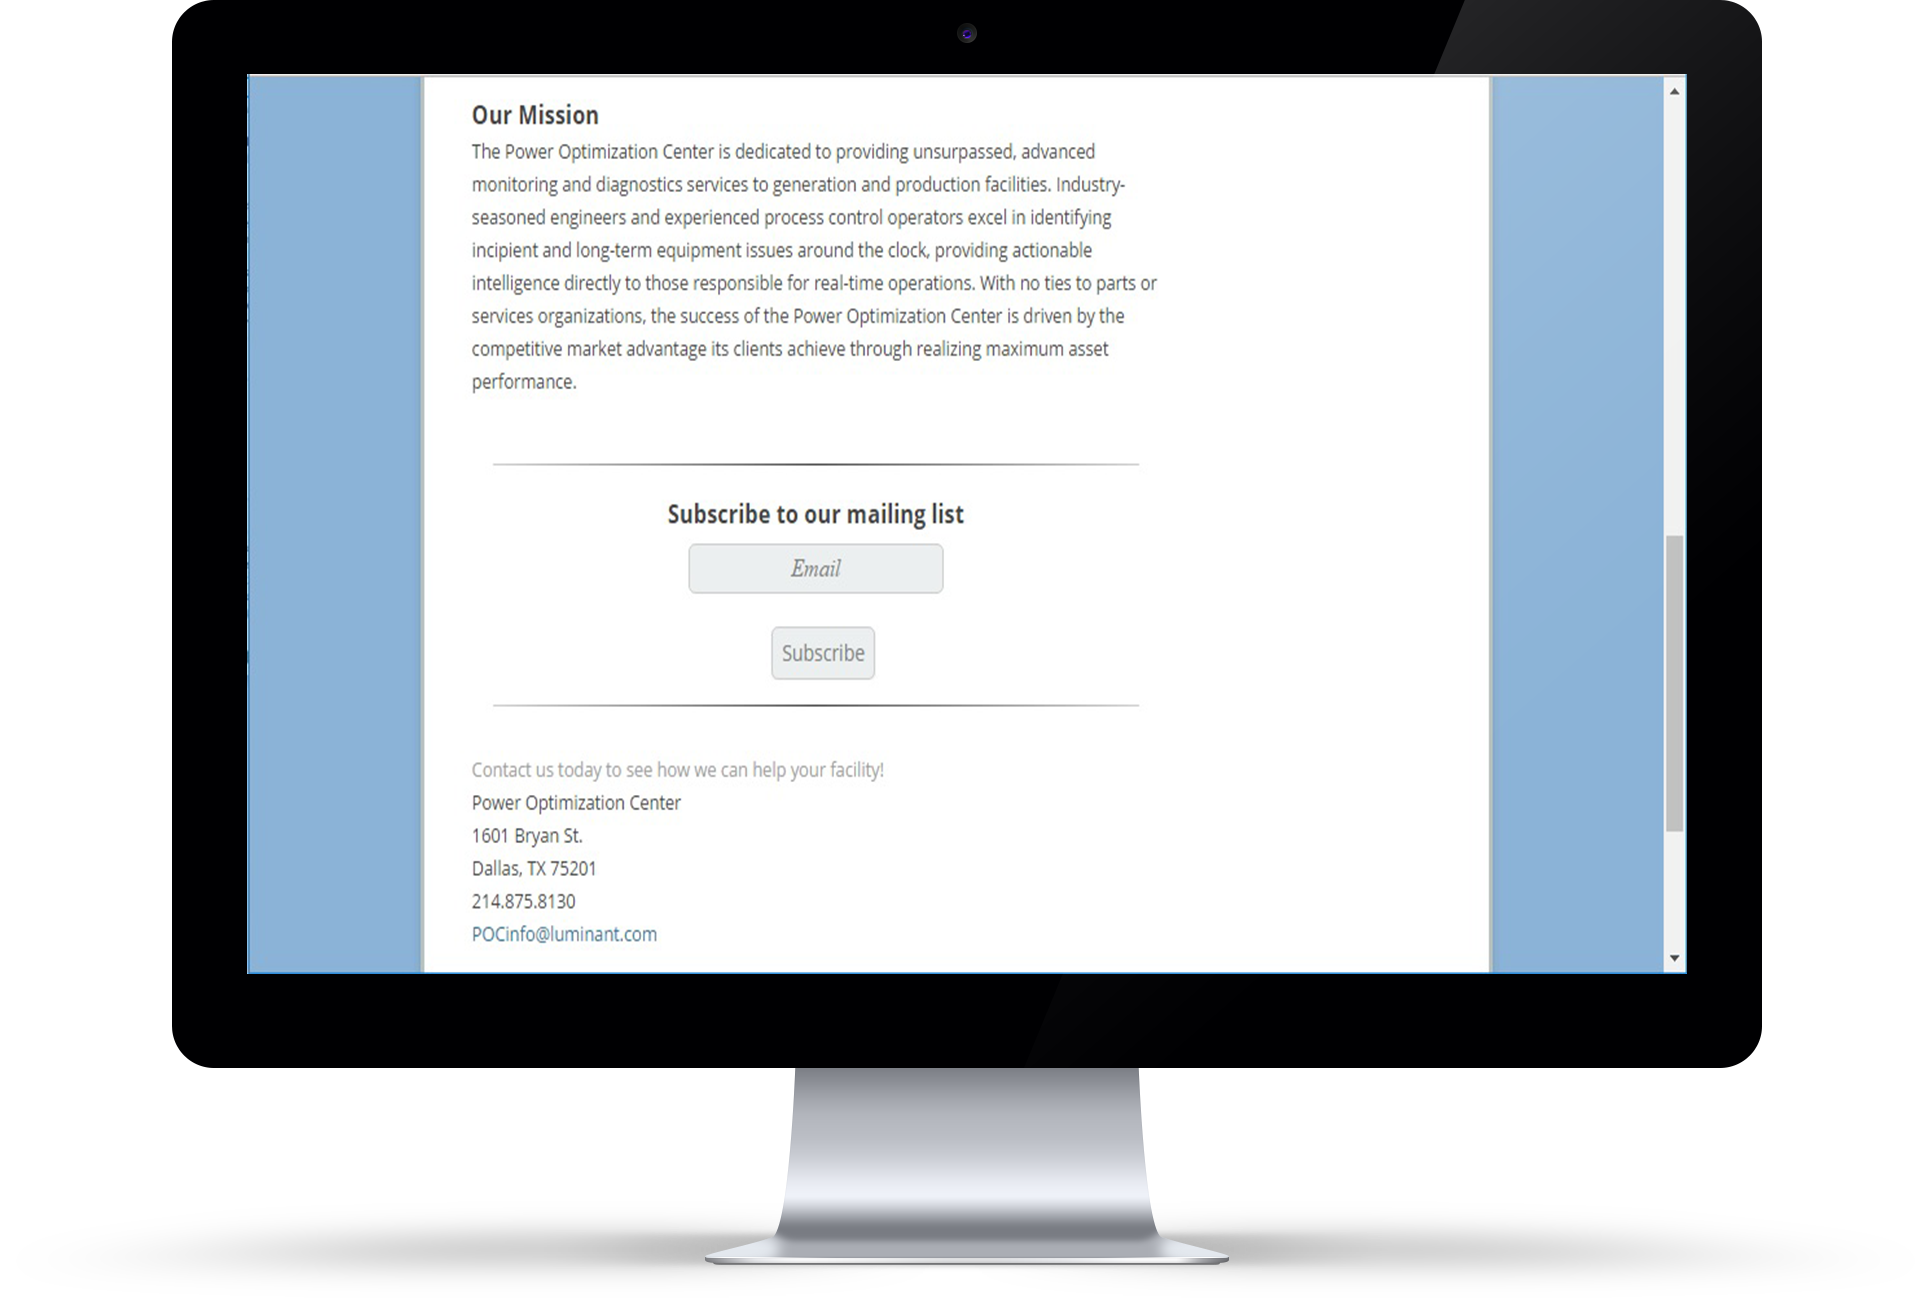 Our Mission
The Power Optimization Center is dedicated to providing unsurpassed, advanced
monitoring and diagnostics services to generation and production facilities. Industry-
seasoned engineers and experienced process control operators excel in identifying
incipient and long-term equipment issues around the clock, providing actionable
intelligence directly to those responsible for real-time operations. With no ties to parts or
services organizations, the success of the Power Optimization Center is driven by the
competitive market advantage its clients achieve through realizing maximum asset
performance.
Subscribe to our mailing list
Email
Subscribe
Contact us today to see how we can help your facility!
Power Optimization Center
1601 Bryan St.
Dallas, TX 75201
214.875.8130
POCinfo@luminant.com